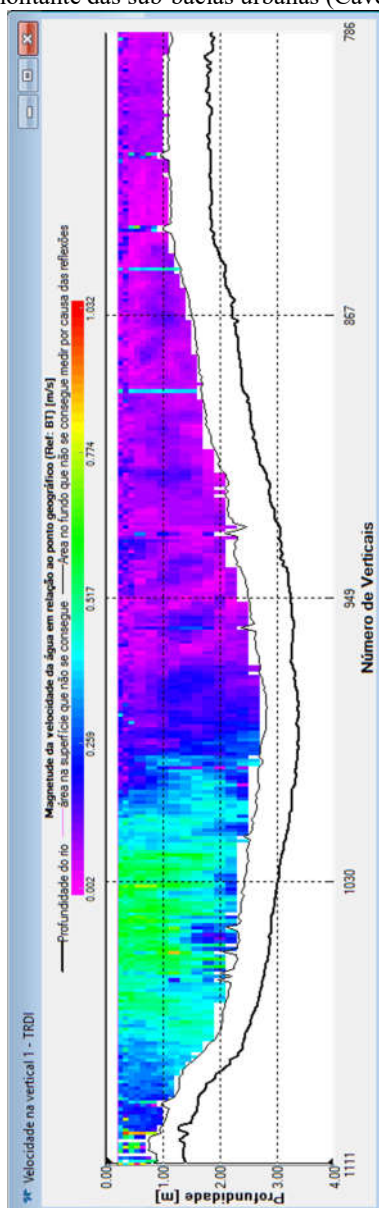 montante das sub-bacias urbanas (Cav
Velocidade na vertical 1 - TRDI
Magnetude da velocidade da água em relação ao ponto geográfico (Ref: BT) [m/s]
Profundidade do rio área na superfície que não se consegue Área no fundo que não se consegue medir por causa das reflexões
0.002 0.259 0.517 0.774 1.032
0.00
1.00
2.00
3.00
4.00
Profundidade [m]
1111 1030 949 867 786
Número de Verticais